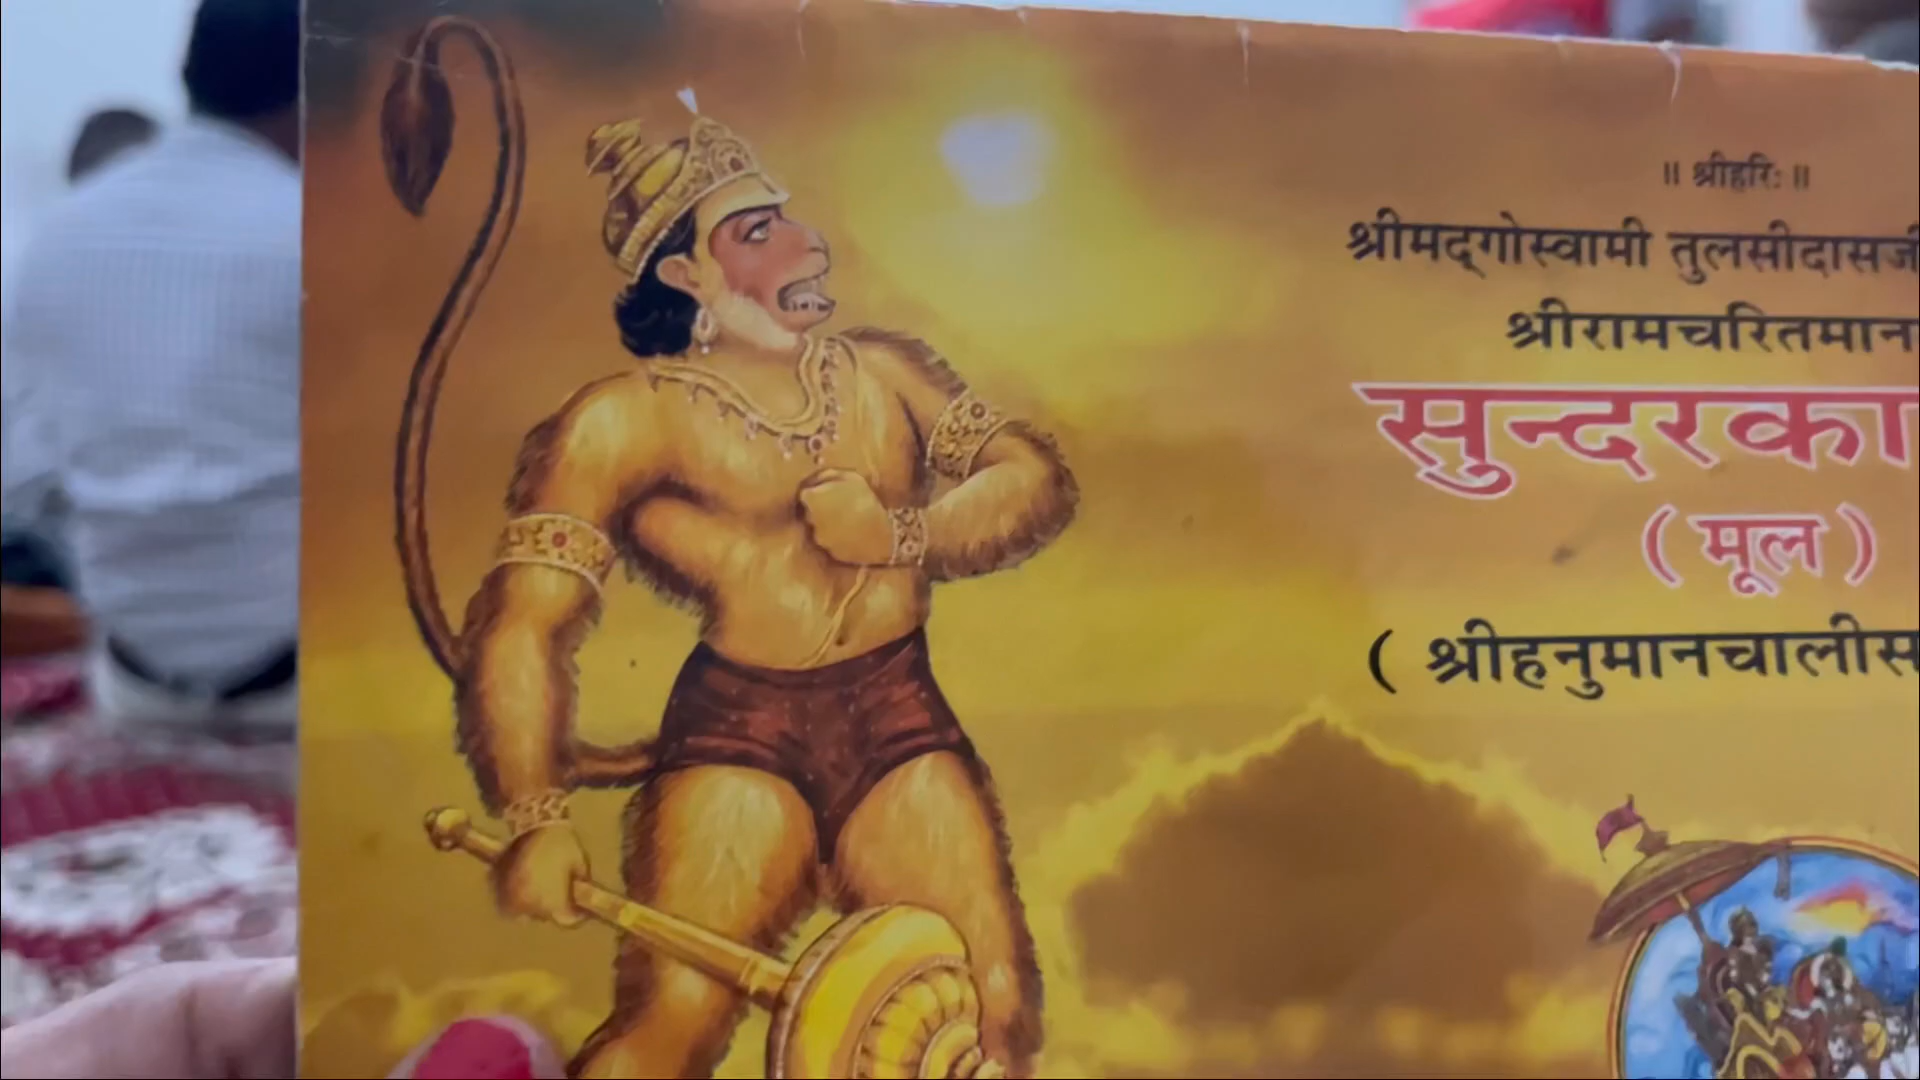 ॥ श्रीहरिः ॥
श्रीमद्गोस्वामी तुलसीदासजी
श्रीरामचरितमान
सुन्दरका
( मूल )
( श्रीहनुमानचालीस